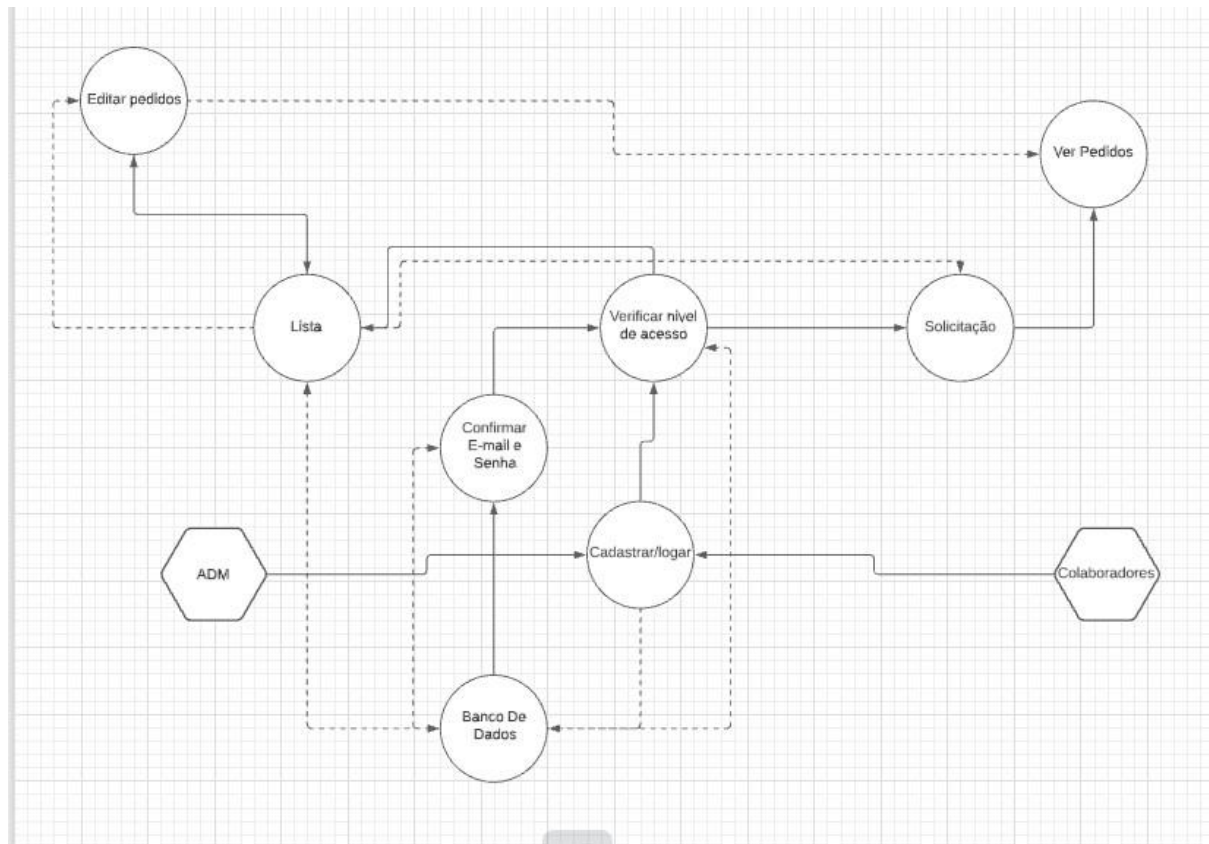 Editar pedidos
Ver Pedidos
Lista
Verificar nível
de acesso
Solicitação
Confirmar
E-mail e
Senha
ADM
Cadastrar/logar
Colaboradores
Banco De
Dados